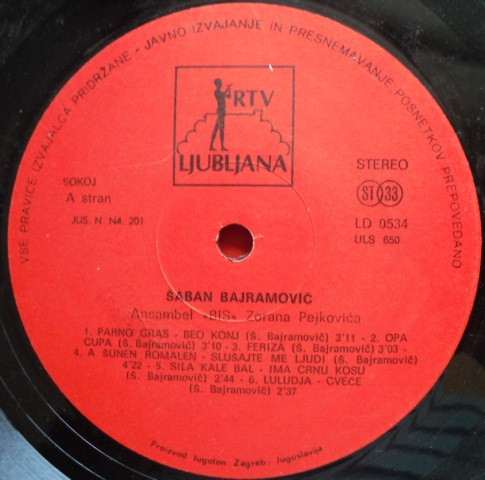 VSE PRAVICE IZVAJALCA PRIDRŽANE - JAVNO IZVAJANJE IN PRESNEMAVANJE POSNETKOV PREPOVEDANO
RTV
LJUBLJANA
SOKOJ
A stran
JUS. N. N4. 201
STEREO
ST 33
LD 0534
ULS 650
SABAN BAJRAMOVIĆ
Ansambel »BIS« Zorana Pejkovića
1. PARNO GRAS - BEO KONJ (Š. Bajramović) 3'11 - 2. OPA
CUPA (Š. Bajramović) 3'10 - 3. FERIZA (Š. Bajramović) 3'03 -
- 4. A SUNEN ROMALEN - SLUŠAJTE ME LJUDI (Š. Bajramović)
4'22 - 5. SILA KALE BAL - IMA CRNU KOSU
(Š. Bajramović) 2'44 - 6. LULUDJA - CVEĆE
(Š. Bajramović) 2'37
Proizvod Jugoton Zagreb. Jugoslavija